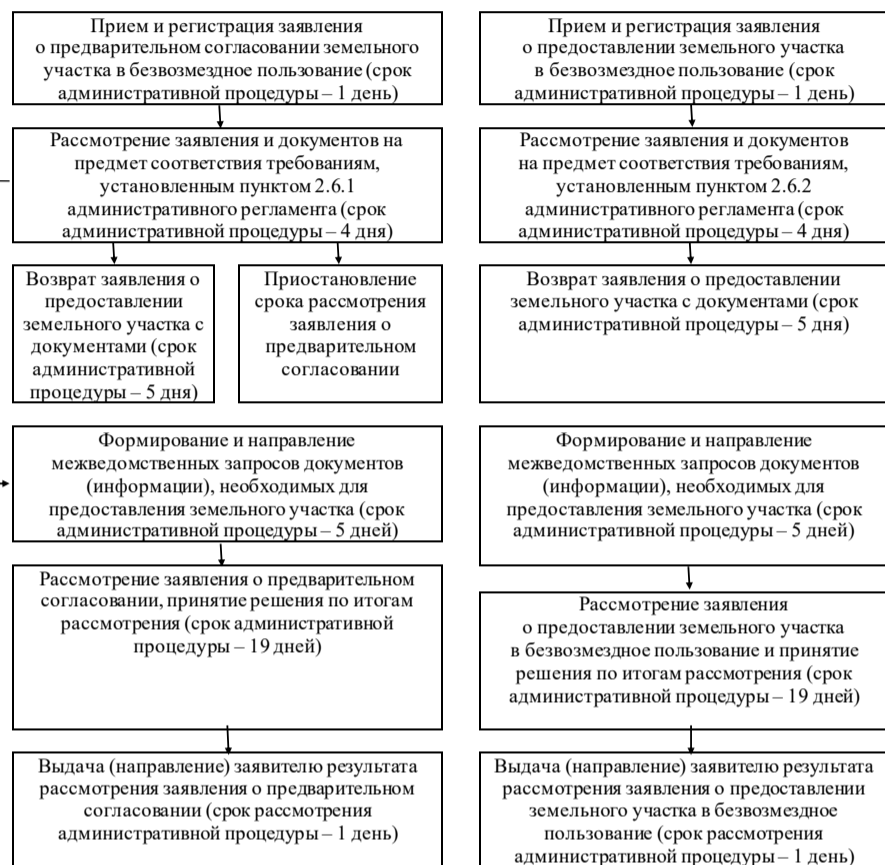 Прием и регистрация заявления
о предварительном согласовании земельного
участка в безвозмездное пользование (срок
административной процедуры – 1 день)
Рассмотрение заявления и документов на
предмет соответствия требованиям,
установленным пунктом 2.6.1
административного регламента (срок
административной процедуры – 4 дня)
Возврат заявления о
предоставлении
земельного участка с
документами (срок
административной
процедуры – 5 дня)
Приостановление
срока рассмотрения
заявления о
предварительном
согласовании
Формирование и направление
межведомственных запросов документов
(информации), необходимых для
предоставления земельного участка (срок
административной процедуры – 5 дней)
Рассмотрение заявления о предварительном
согласовании, принятие решения по итогам
рассмотрения (срок административной
процедуры – 19 дней)
Выдача (направление) заявителю результата
рассмотрения заявления о предварительном
согласовании (срок рассмотрения
административной процедуры – 1 день)
Прием и регистрация заявления
о предоставлении земельного участка
в безвозмездное пользование (срок
административной процедуры – 1 день)
Рассмотрение заявления и документов
на предмет соответствия требованиям,
установленным пунктом 2.6.2
административного регламента (срок
административной процедуры – 4 дня)
Возврат заявления о предоставлении
земельного участка с документами (срок
административной процедуры – 5 дня)
Формирование и направление
межведомственных запросов документов
(информации), необходимых для
предоставления земельного участка (срок
административной процедуры – 5 дней)
Рассмотрение заявления
о предоставлении земельного участка
в безвозмездное пользование и принятие
решения по итогам рассмотрения (срок
административной процедуры – 19 дней)
Выдача (направление) заявителю результата
рассмотрения заявления о предоставлении
земельного участка в безвозмездное
пользование (срок рассмотрения
административной процедуры – 1 день)